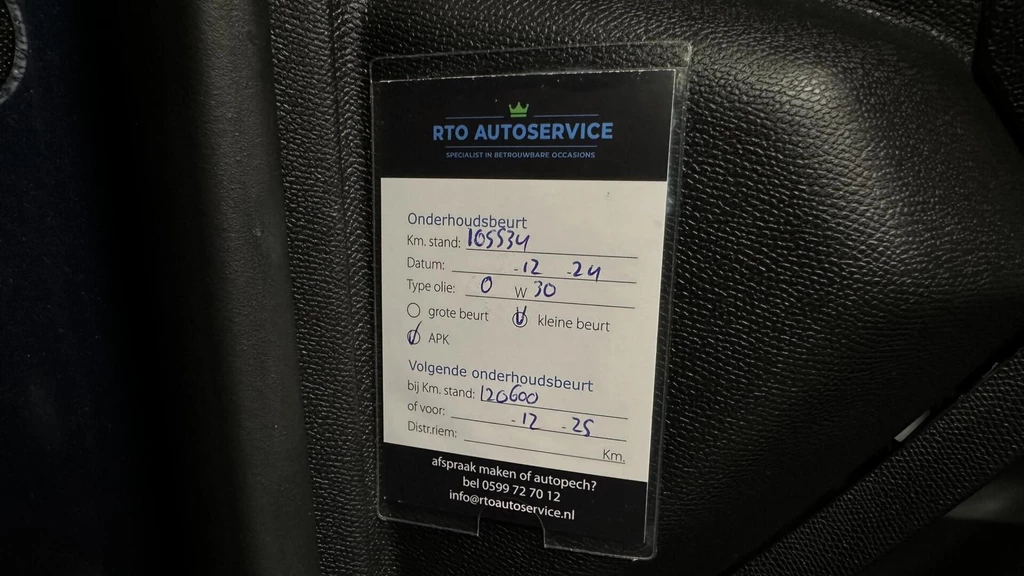 RTO AUTOSERVICE
SPECIALIST IN BETROUWBARE OCCASIONS
Onderhoudsbeurt
Km. stand: 105534
Datum: -12 -24
Type olie: 0 W 30
grote beurt kleine beurt
APK
Volgende onderhoudsbeurt
bij Km. stand: 120600
of voor: -12 -25
Distr.riem: Km.
afspraak maken of autopech?
bel 0599 72 70 12
info@rtoautoservice.nl